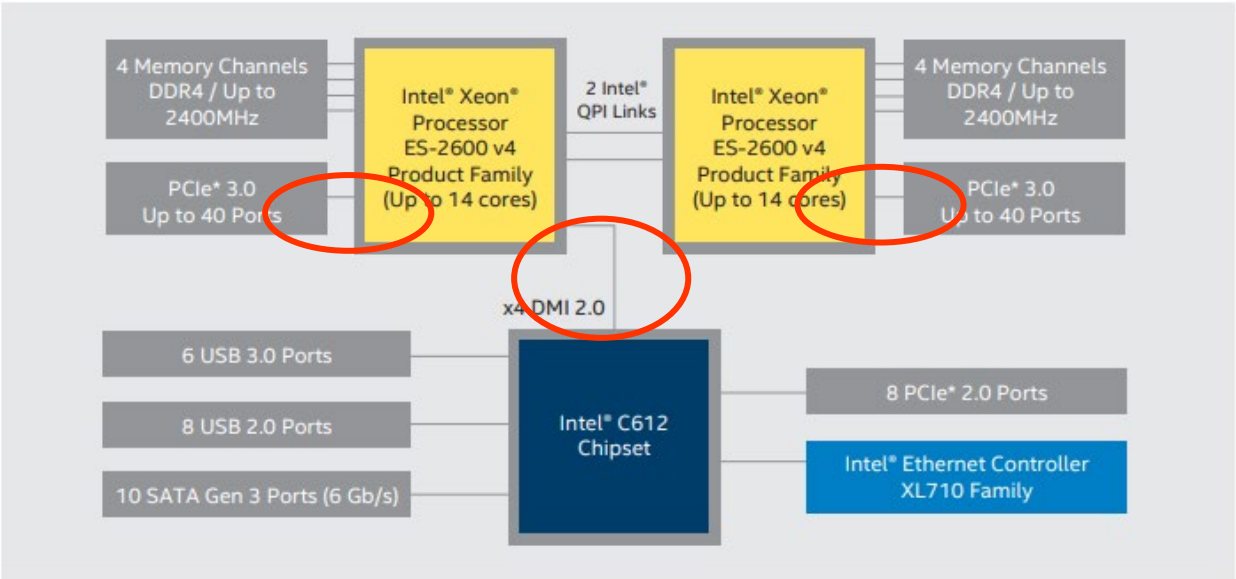 4 Memory Channels
DDR4 / Up to
2400MHz
PCIe* 3.0
Up to 40 Ports
Intel® Xeon®
Processor
ES-2600 v4
Product Family
(Up to 14 cores)
2 Intel®
QPI Links
Intel® Xeon®
Processor
ES-2600 v4
Product Family
(Up to 14 cores)
4 Memory Channels
DDR4 / Up to
2400MHz
PCIe* 3.0
Up to 40 Ports
x4 DMI 2.0
6 USB 3.0 Ports
8 USB 2.0 Ports
10 SATA Gen 3 Ports (6 Gb/s)
Intel® C612
Chipset
8 PCIe* 2.0 Ports
Intel® Ethernet Controller
XL710 Family